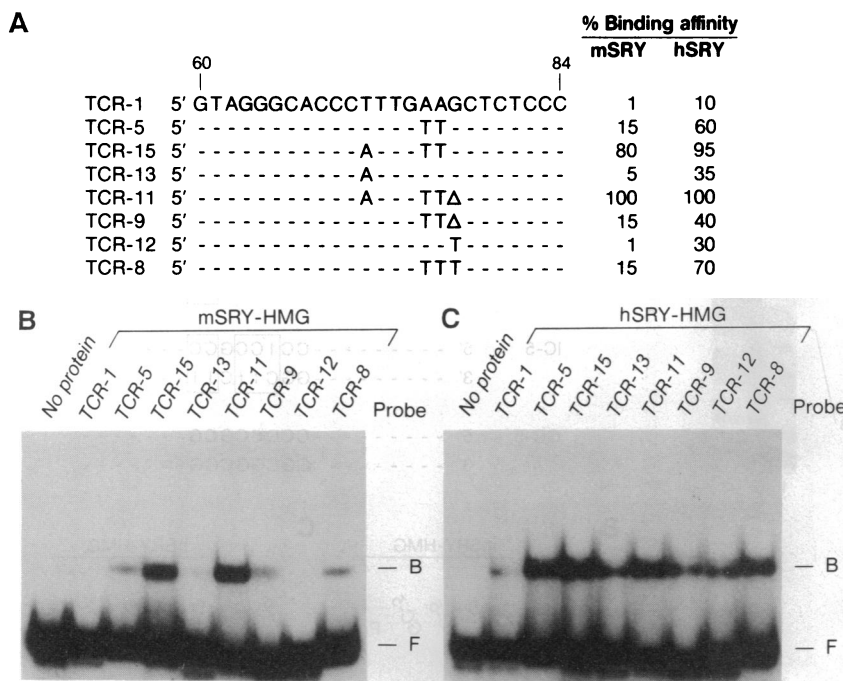 A
% Binding affinity
mSRY hSRY
60 84
TCR-1 5' GTAGGGCACCCTTTGAAGCTCTCCC 1 10
TCR-5 5' ---------------TT-------- 15 60
TCR-15 5' -----------A---TT-------- 80 95
TCR-13 5' -----------A------------- 5 35
TCR-11 5' -----------A---TTΔ------- 100 100
TCR-9 5' ---------------TTΔ------- 15 40
TCR-12 5' -----------------T------- 1 30
TCR-8 5' ---------------TTT------- 15 70
B
mSRY-HMG
No protein TCR-1 TCR-5 TCR-15 TCR-13 TCR-11 TCR-9 TCR-12 TCR-8 Probe
— B
— F
C
hSRY-HMG
No protein TCR-1 TCR-5 TCR-15 TCR-13 TCR-11 TCR-9 TCR-12 TCR-8 Probe
— B
— F